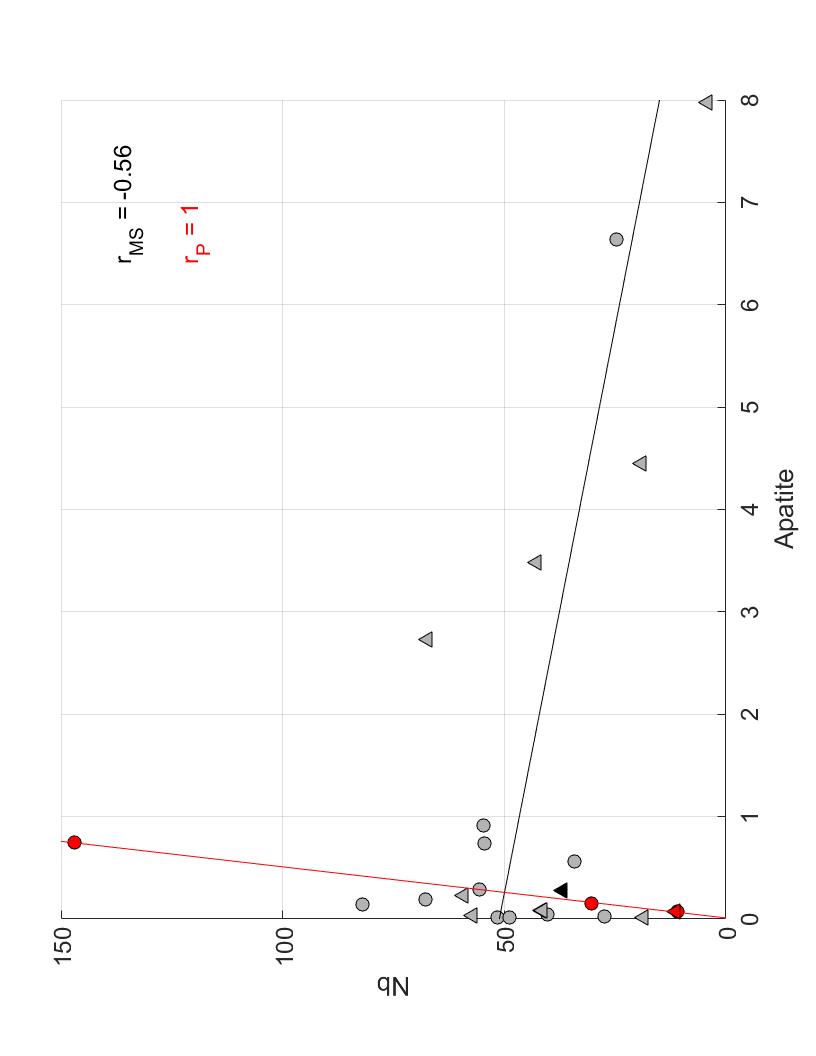 150
r_MS = -0.56
r_P = 1
100
Nb
50
0
0 1 2 3 4 5 6 7 8
Apatite